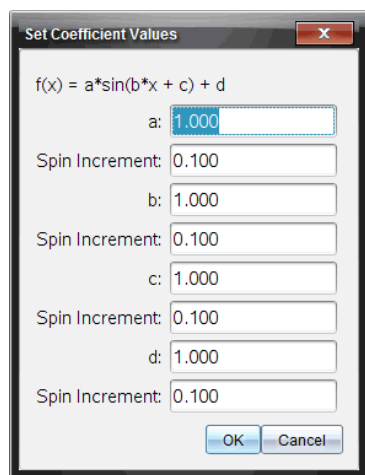 Set Coefficient Values
f(x) = a*sin(b*x + c) + d
a: 1.000
Spin Increment: 0.100
b: 1.000
Spin Increment: 0.100
c: 1.000
Spin Increment: 0.100
d: 1.000
Spin Increment: 0.100
OK Cancel